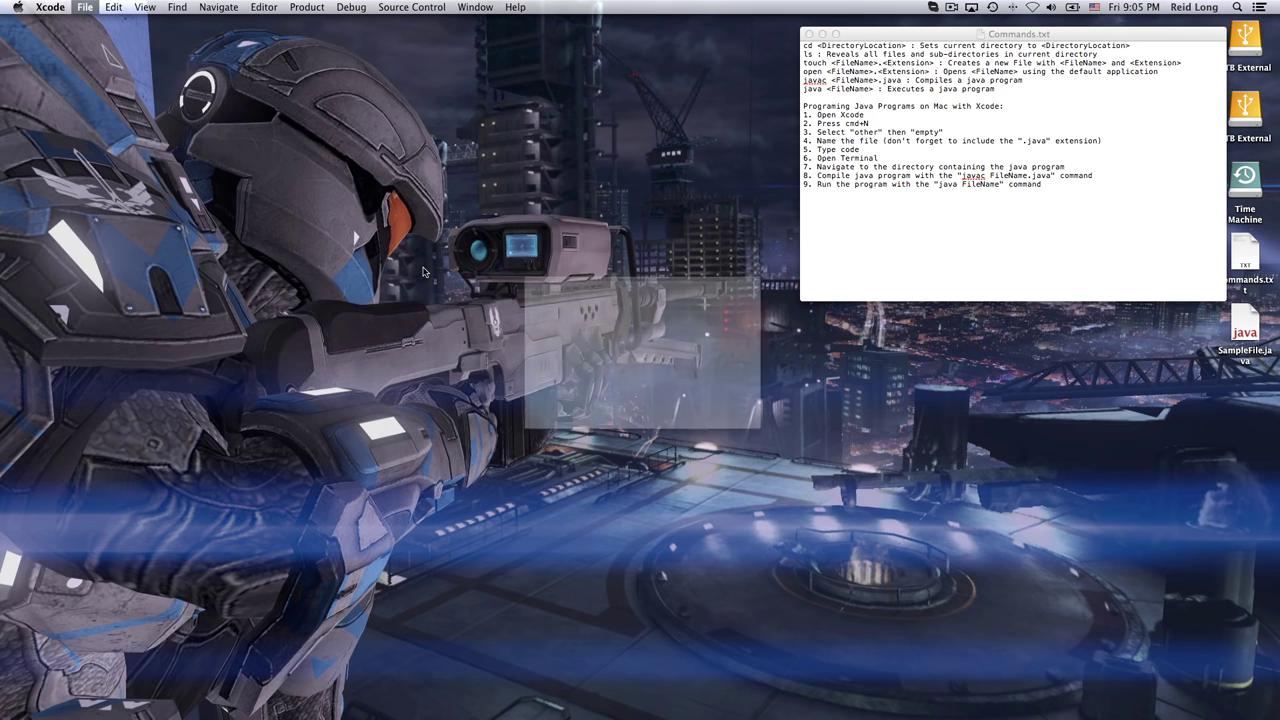 Xcode File Edit View Find Navigate Editor Product Debug Source Control Window Help Fri 9:05 PM Reid Long
Commands.txt
cd <DirectoryLocation> : Sets current directory to <DirectoryLocation>
ls : Reveals all files and sub-directories in current directory
touch <FileName>.<Extension> : Creates a new File with <FileName> and <Extension>
open <FileName>.<Extension> : Opens <FileName> using the default application
javac <FileName>.java : Compiles a java program
java <FileName> : Executes a java program
Programing Java Programs on Mac with Xcode:
1. Open Xcode
2. Press cmd+N
3. Select "other" then "empty"
4. Name the file (don't forget to include the ".java" extension)
5. Type code
6. Open Terminal
7. Navigate to the directory containing the java program
8. Compile java program with the "javac FileName.java" command
9. Run the program with the "java FileName" command
TB External
TB External
Time
Machine
TXT
ommands.tx
t
java
SampleFile.ja
va